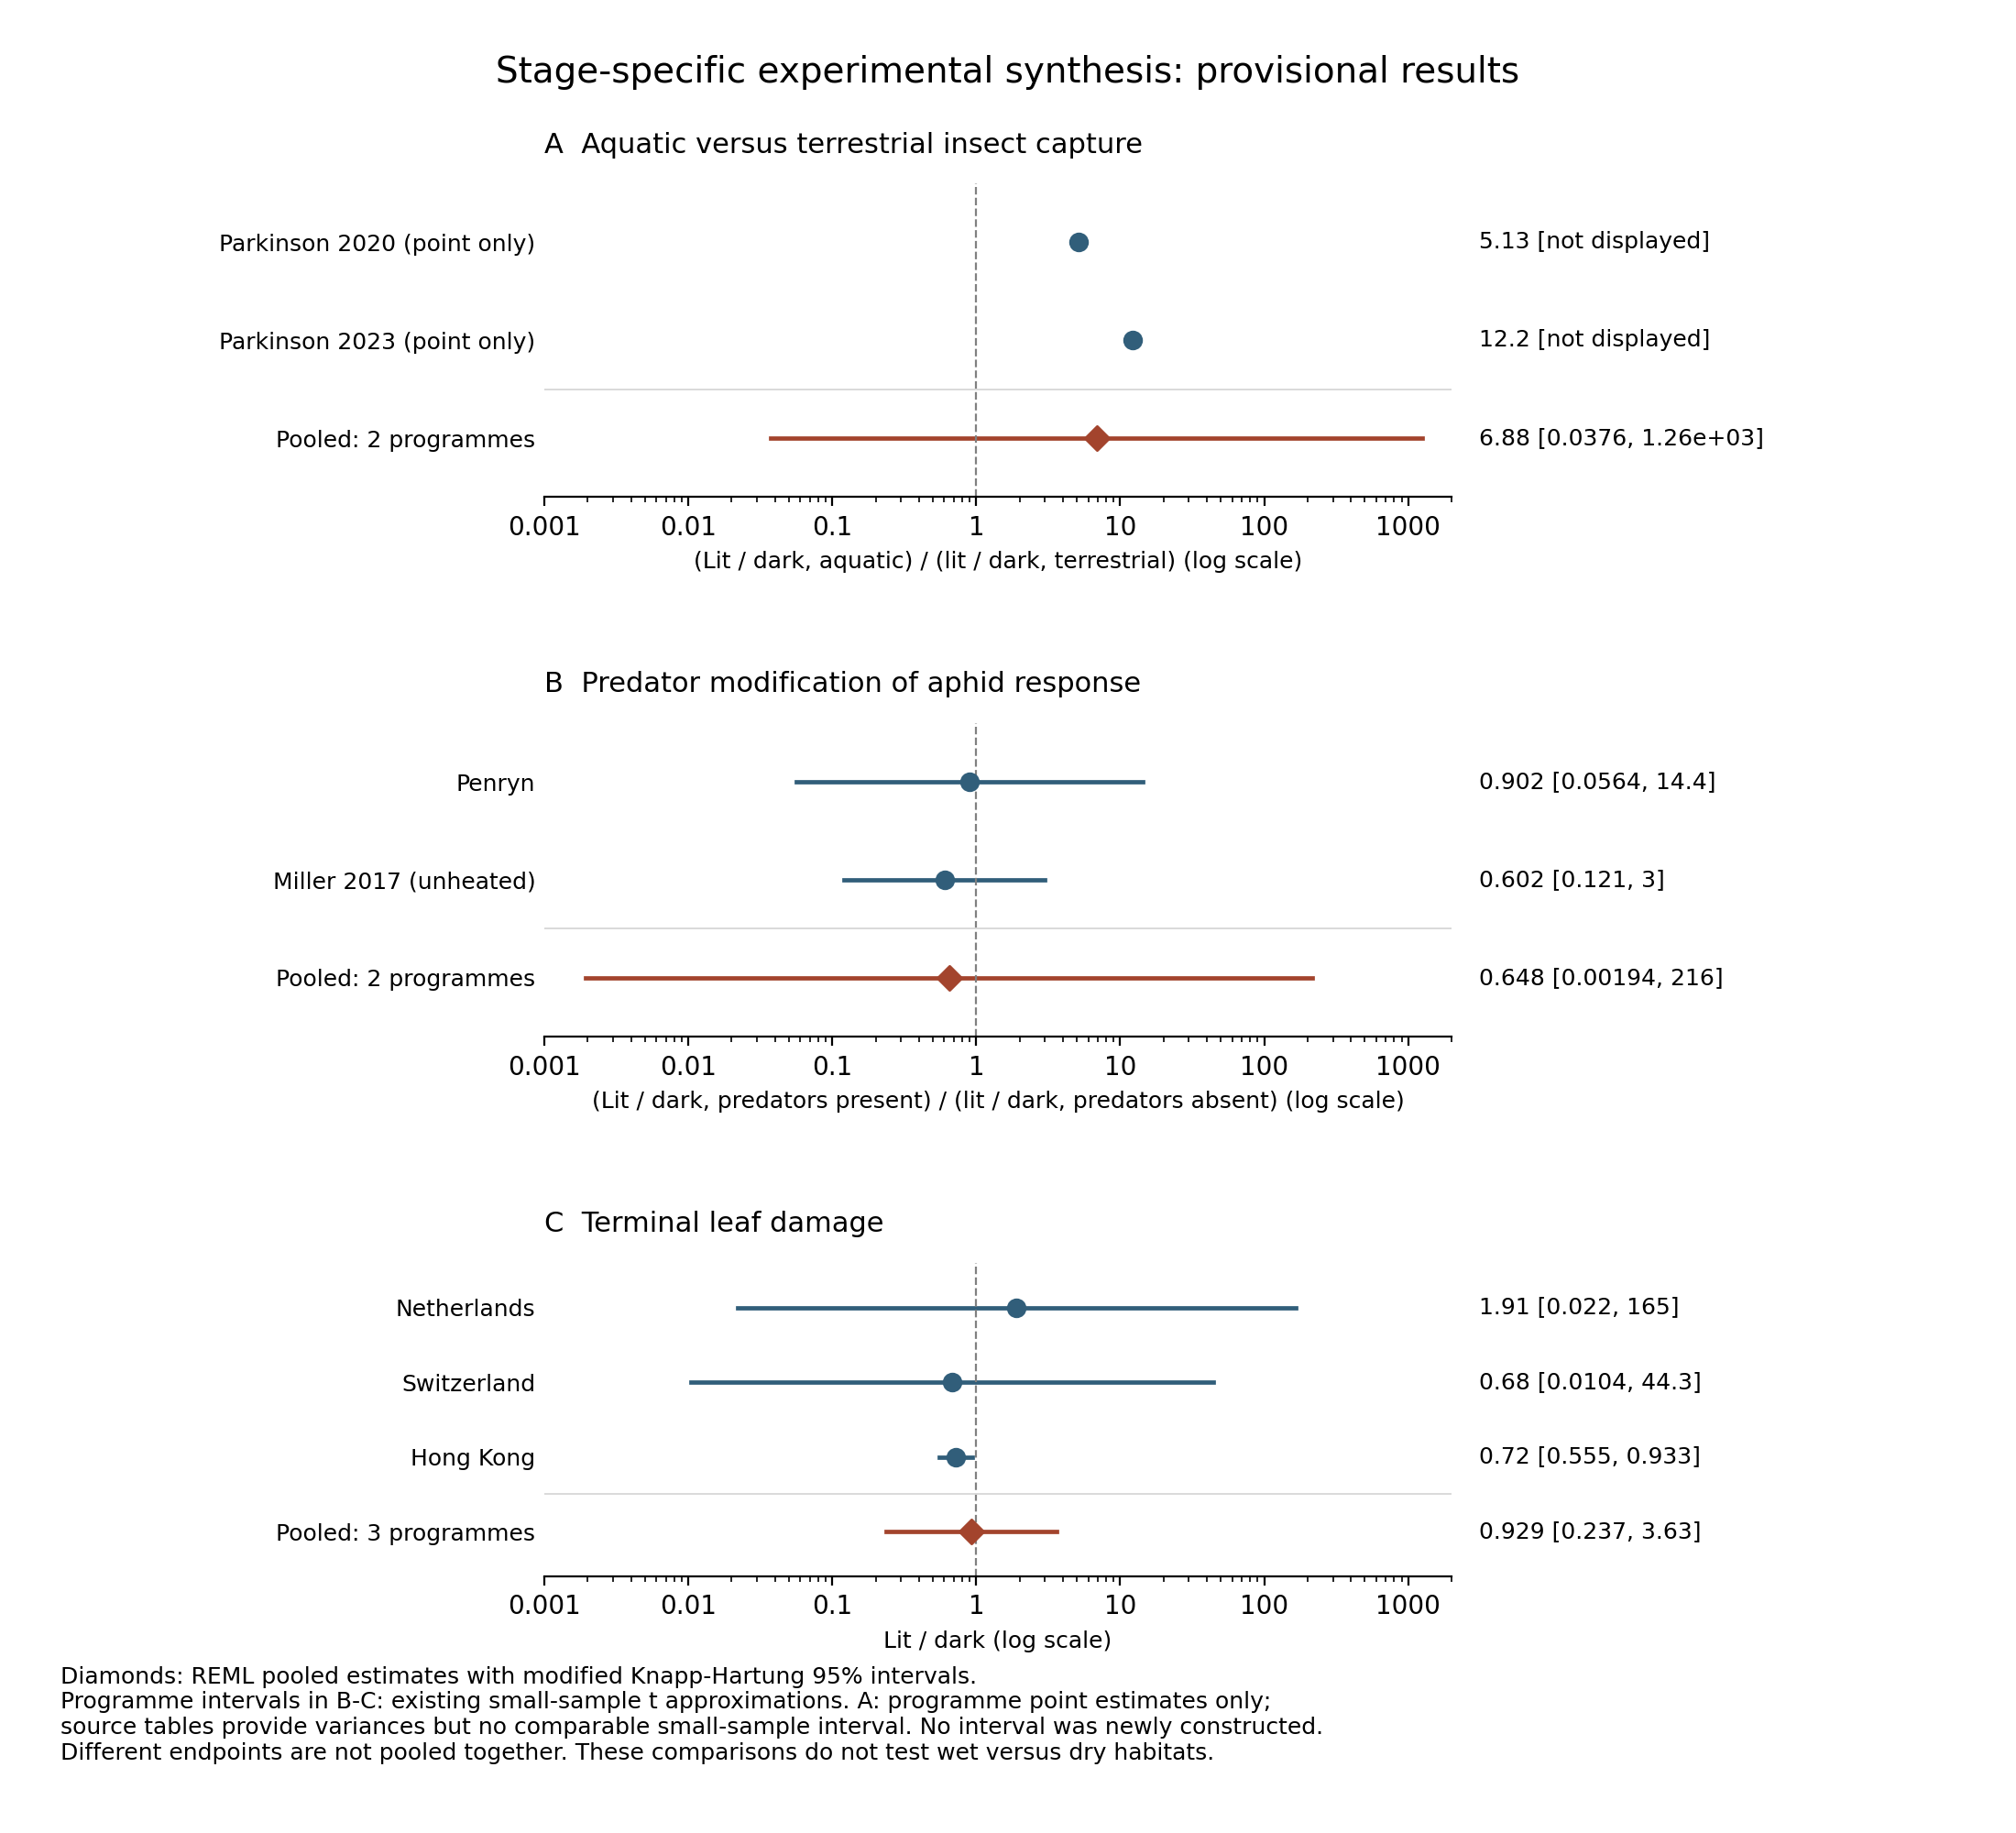 Stage-specific experimental synthesis: provisional results
A  Aquatic versus terrestrial insect capture
Parkinson 2020 (point only)
5.13 [not displayed]
Parkinson 2023 (point only)
12.2 [not displayed]
Pooled: 2 programmes
6.88 [0.0376, 1.26e+03]
0.001 0.01 0.1 1 10 100 1000
(Lit / dark, aquatic) / (lit / dark, terrestrial) (log scale)
B  Predator modification of aphid response
Penryn
0.902 [0.0564, 14.4]
Miller 2017 (unheated)
0.602 [0.121, 3]
Pooled: 2 programmes
0.648 [0.00194, 216]
0.001 0.01 0.1 1 10 100 1000
(Lit / dark, predators present) / (lit / dark, predators absent) (log scale)
C  Terminal leaf damage
Netherlands
1.91 [0.022, 165]
Switzerland
0.68 [0.0104, 44.3]
Hong Kong
0.72 [0.555, 0.933]
Pooled: 3 programmes
0.929 [0.237, 3.63]
0.001 0.01 0.1 1 10 100 1000
Lit / dark (log scale)
Diamonds: REML pooled estimates with modified Knapp-Hartung 95% intervals.
Programme intervals in B-C: existing small-sample t approximations. A: programme point estimates only;
source tables provide variances but no comparable small-sample interval. No interval was newly constructed.
Different endpoints are not pooled together. These comparisons do not test wet versus dry habitats.